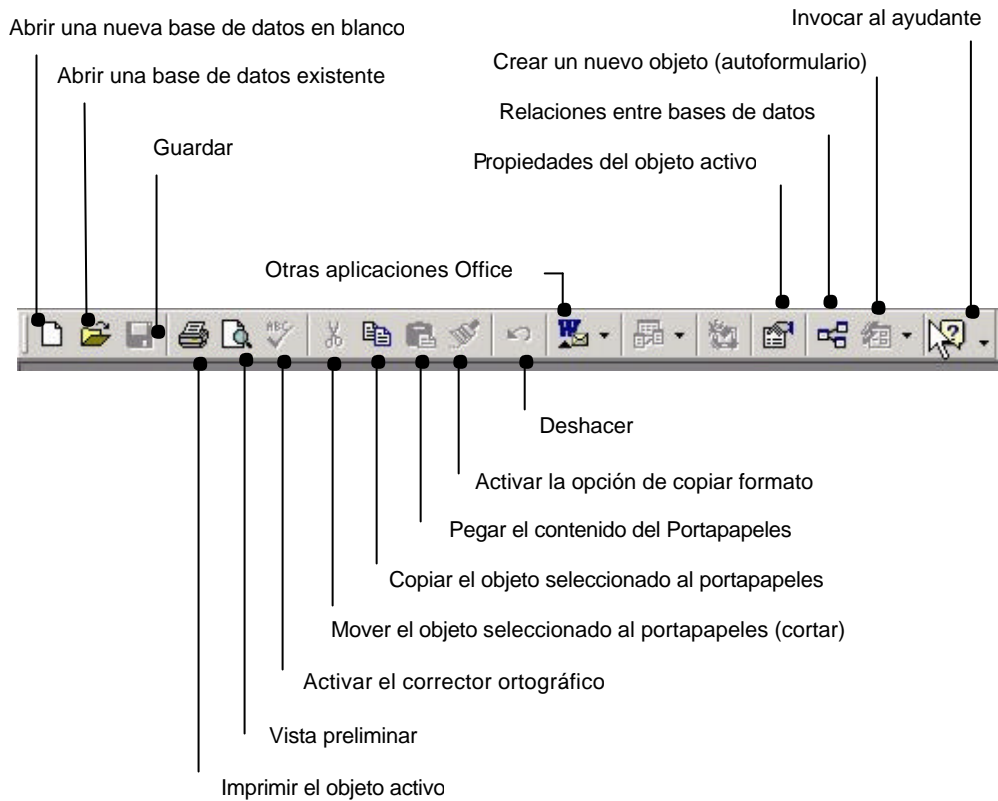 Invocar al ayudante
Abrir una nueva base de datos en blanco
Crear un nuevo objeto (autoformulario)
Abrir una base de datos existente
Relaciones entre bases de datos
Guardar
Propiedades del objeto activo
Otras aplicaciones Office
ABC
W
?
Deshacer
Activar la opción de copiar formato
Pegar el contenido del Portapapeles
Copiar el objeto seleccionado al portapapeles
Mover el objeto seleccionado al portapapeles (cortar)
Activar el corrector ortográfico
Vista preliminar
Imprimir el objeto activo